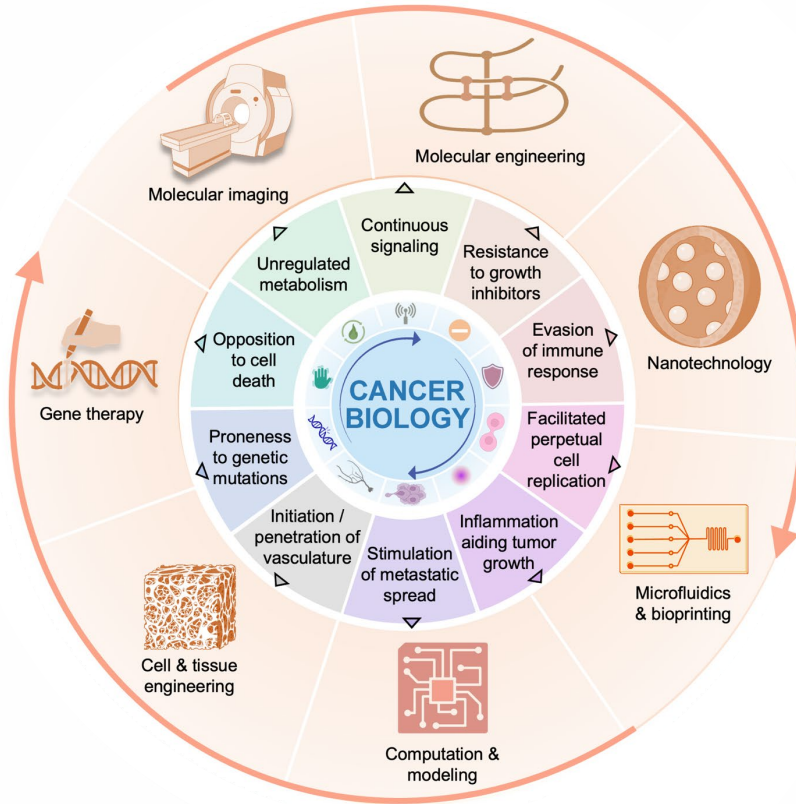 Molecular imaging
Molecular engineering
Nanotechnology
Microfluidics
& bioprinting
Computation &
modeling
Cell & tissue
engineering
Gene therapy
Continuous
signaling
Resistance
to growth
inhibitors
Evasion
of immune
response
Facilitated
perpetual
cell
replication
Inflammation
aiding tumor
growth
Stimulation
of metastatic
spread
Initiation /
penetration of
vasculature
Proneness
to genetic
mutations
Opposition
to cell
death
Unregulated
metabolism
CANCER
BIOLOGY